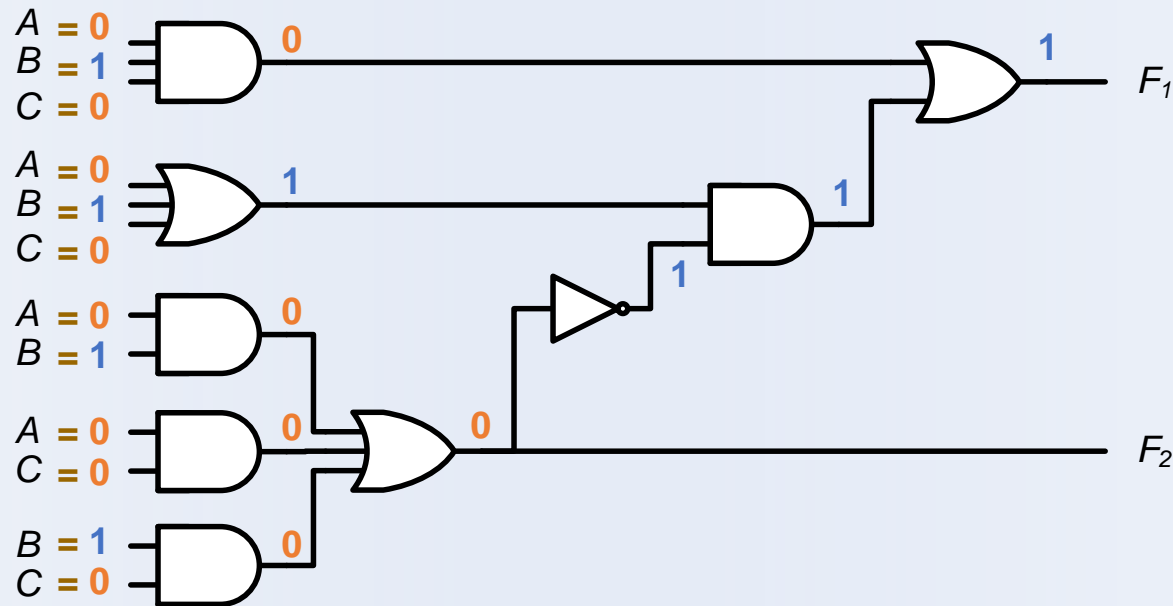 A = 0
0
1
B = 1
F1
C = 0
A = 0
1
B = 1
1
C = 0
1
A = 0
0
B = 1
A = 0
0
0
C = 0
F2
B = 1
0
C = 0